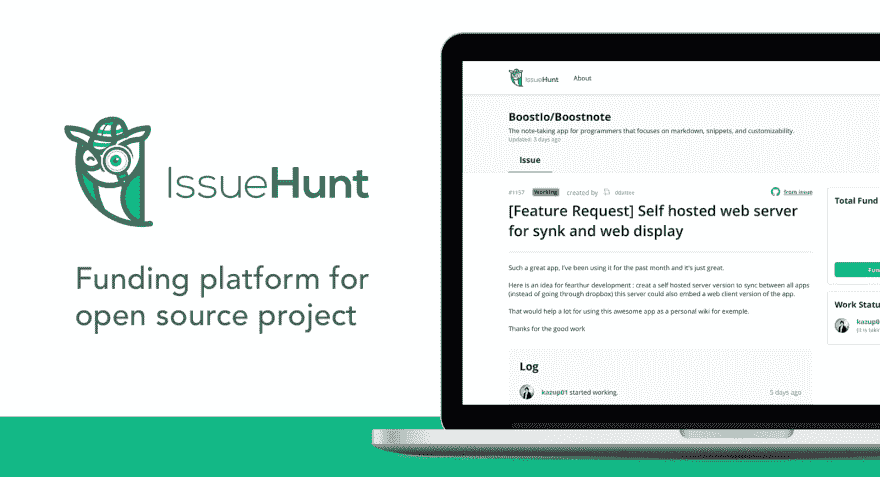 IssueHunt
Funding platform for
open source project
IssueHunt About
BoostIo/Boostnote
The note-taking app for programmers that focuses on markdown, snippets, and customizability.
Updated: 3 days ago
Issue
#1157 Working created by
[Feature Request] Self hosted web server
for synk and web display
Such a great app, I've been using it for the past month and it's just great.
Here is an idea for fearthur development : creat a self hosted server version to sync between all apps
(instead of going through dropbox) this server could also embed a web client version of the app.
That would help a lot for using this awesome app as a personal wiki for exemple.
Thanks for the good work
Log
kazup01 started working.
5 days ago
Total Fund
Work Statu